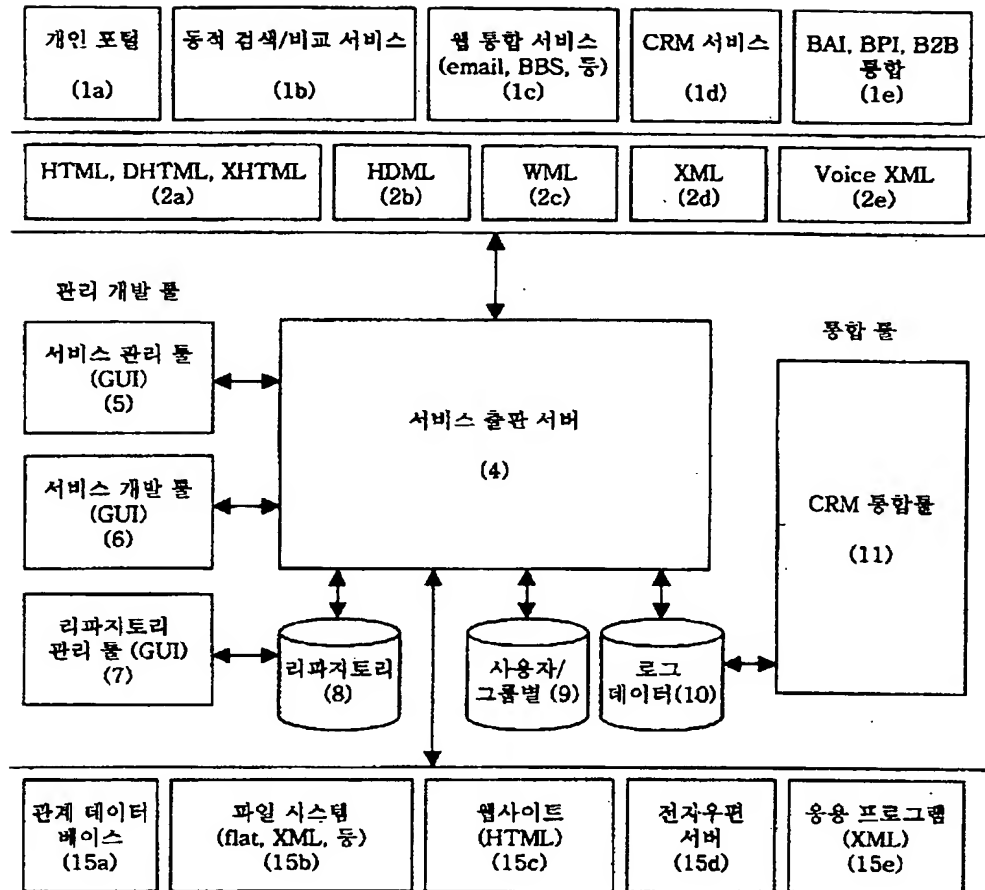 개인 포털
(1a)
동적 검색/비교 서비스
(1b)
웹 통합 서비스
(email, BBS, 등)
(1c)
CRM 서비스
(1d)
BAI, BPI, B2B
통합
(1e)
HTML, DHTML, XHTML
(2a)
HDML
(2b)
WML
(2c)
XML
(2d)
Voice XML
(2e)
관리 개발 툴
서비스 관리 툴
(GUI)
(5)
서비스 개발 툴
(GUI)
(6)
리파지토리
관리 툴 (GUI)
(7)
서비스 출판 서버
(4)
통합 툴
CRM 통합툴
(11)
리파지토리
(8)
사용자/
그룹별 (9)
로그
데이터(10)
관계 데이터
베이스
(15a)
파일 시스템
(flat, XML, 등)
(15b)
웹사이트
(HTML)
(15c)
전자우편
서버
(15d)
응용 프로그램
(XML)
(15e)